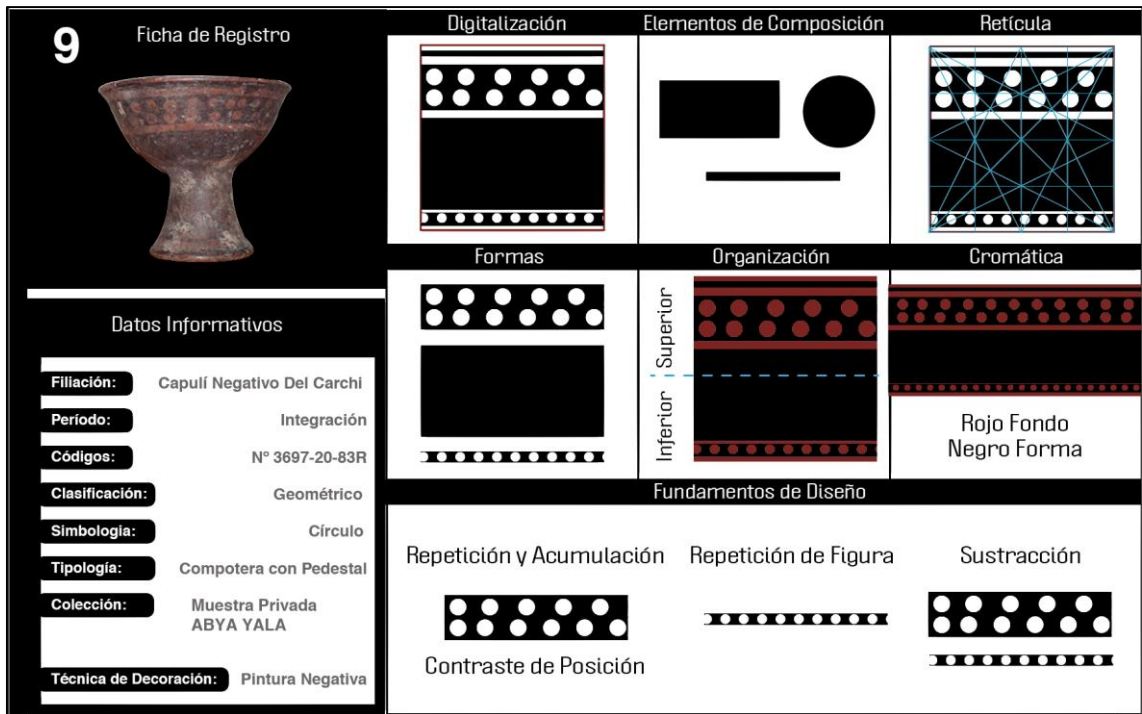 9
Ficha de Registro
Datos Informativos
Filiación: Capulí Negativo Del Carchi
Período: Integración
Códigos: Nº 3697-20-83R
Clasificación: Geométrico
Simbologia: Círculo
Tipología: Compotera con Pedestal
Colección: Muestra Privada
ABYA YALA
Técnica de Decoración: Pintura Negativa
Digitalización
Elementos de Composición
Retícula
Formas
Organización
Superior
Inferior
Cromática
Rojo Fondo
Negro Forma
Fundamentos de Diseño
Repetición y Acumulación
Contraste de Posición
Repetición de Figura
Sustracción